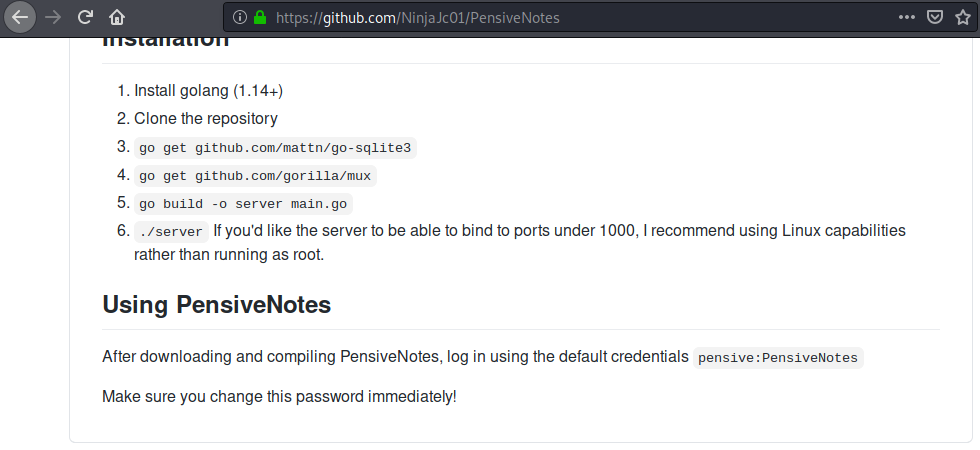 https://github.com/NinjaJc01/PensiveNotes
Installation
1. Install golang (1.14+)
2. Clone the repository
3. go get github.com/mattn/go-sqlite3
4. go get github.com/gorilla/mux
5. go build -o server main.go
6. ./server If you'd like the server to be able to bind to ports under 1000, I recommend using Linux capabilities
rather than running as root.
Using PensiveNotes
After downloading and compiling PensiveNotes, log in using the default credentials pensive:PensiveNotes
Make sure you change this password immediately!